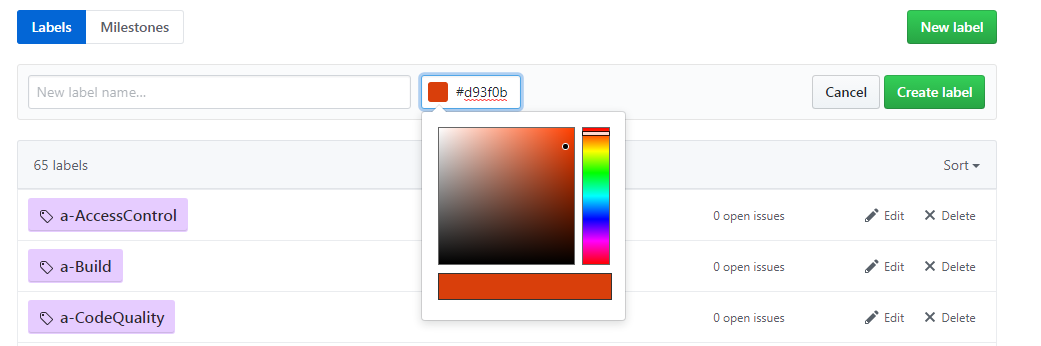 Labels Milestones New label
New label name... #d93f0b Cancel Create label
65 labels Sort
a-AccessControl 0 open issues Edit Delete
a-Build 0 open issues Edit Delete
a-CodeQuality 0 open issues Edit Delete